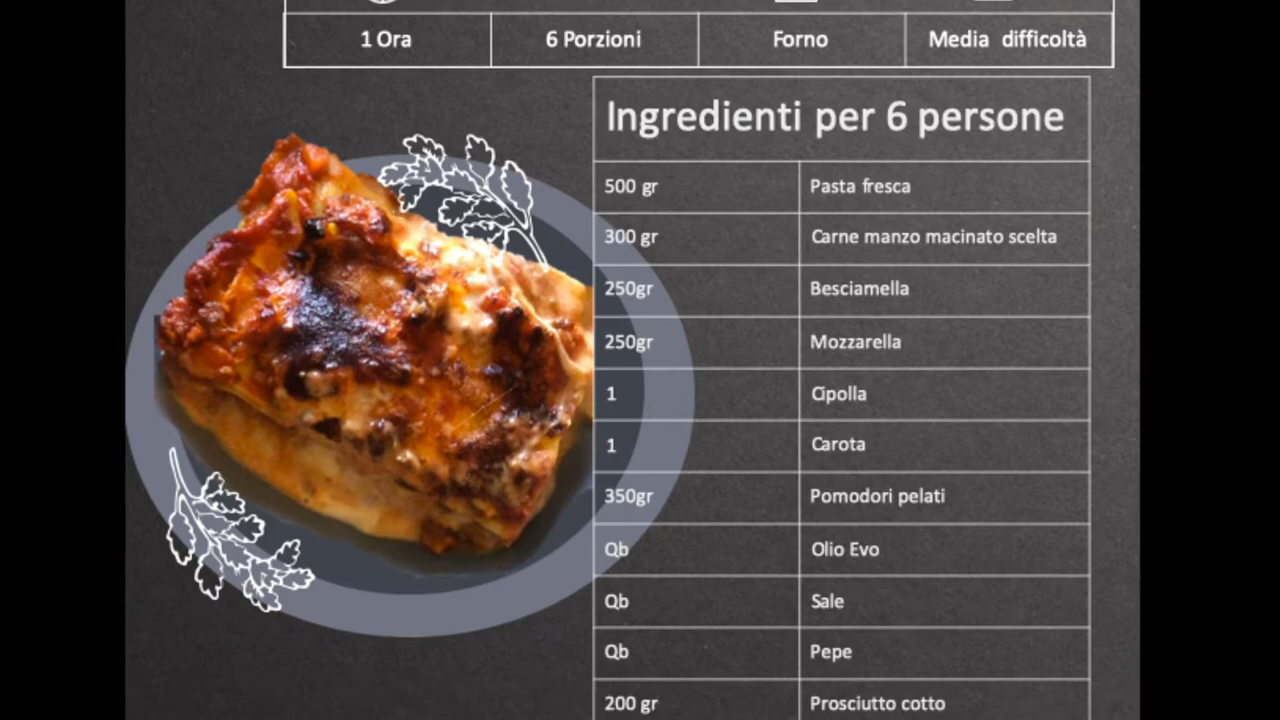 1 Ora 6 Porzioni Forno Media difficoltà
Ingredienti per 6 persone
500 gr Pasta fresca
300 gr Carne manzo macinato scelta
250gr Besciamella
250gr Mozzarella
1 Cipolla
1 Carota
350gr Pomodori pelati
Qb Olio Evo
Qb Sale
Qb Pepe
200 gr Prosciutto cotto